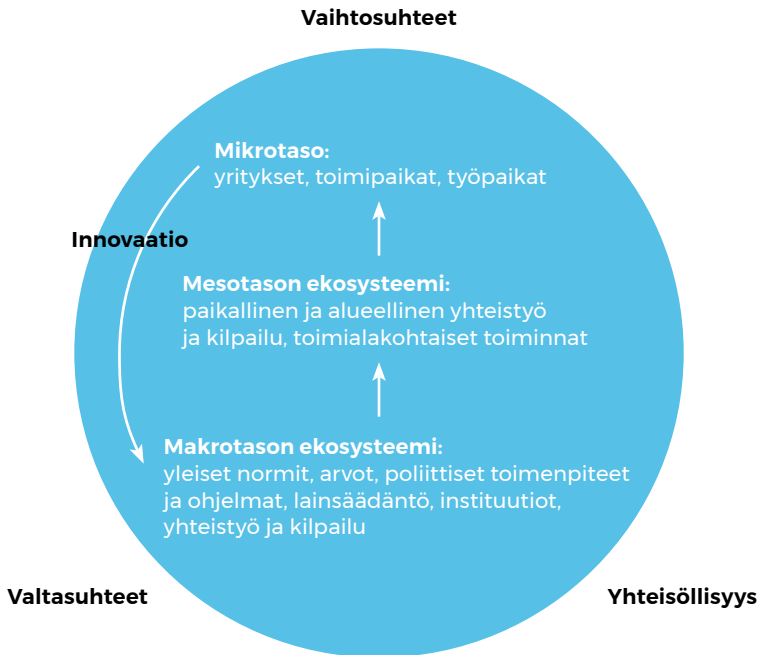 Vaihtosuhteet
Mikrotaso:
yritykset, toimipaikat, työpaikat
Innovaatio
Mesotason ekosysteemi:
paikallinen ja alueellinen yhteistyö
ja kilpailu, toimialakohtaiset toiminnat
Makrotason ekosysteemi:
yleiset normit, arvot, poliittiset toimenpiteet
ja ohjelmat, lainsäädäntö, instituutiot,
yhteistyö ja kilpailu
Valtasuhteet
Yhteisöllisyys